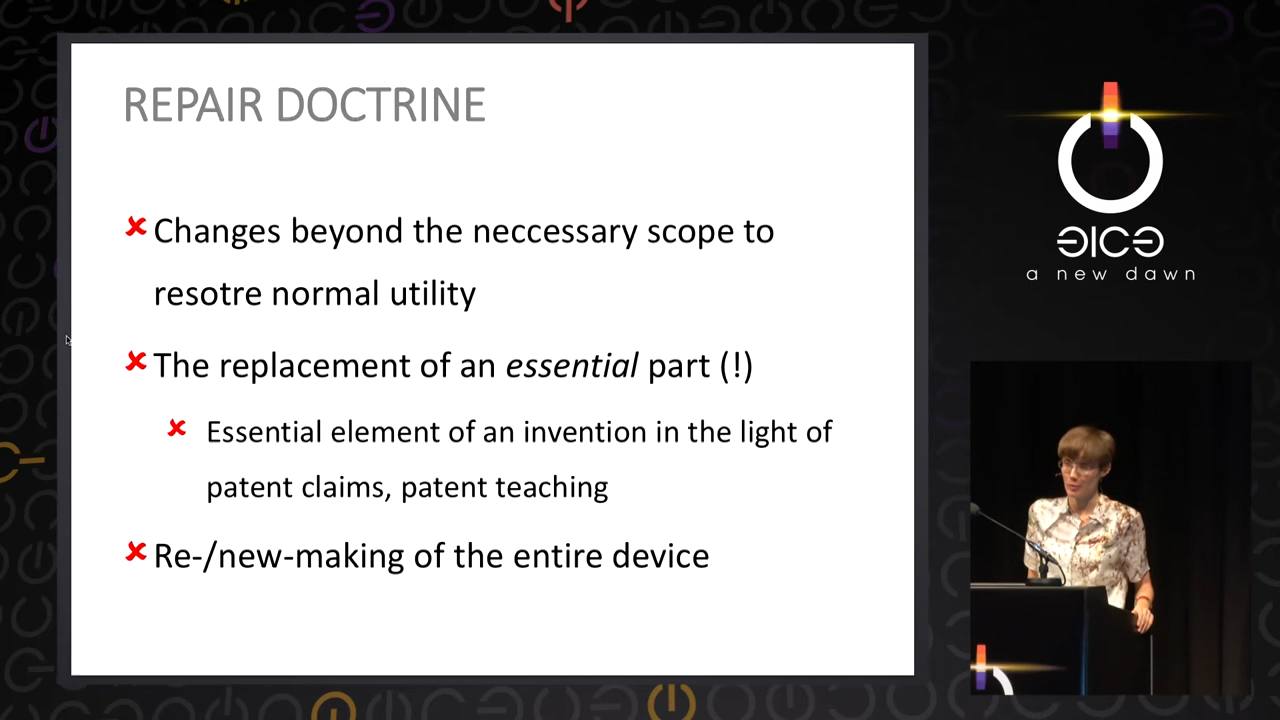 REPAIR DOCTRINE
Changes beyond the neccessary scope to
resotre normal utility
The replacement of an essential part (!)
Essential element of an invention in the light of
patent claims, patent teaching
Re-/new-making of the entire device
a new dawn